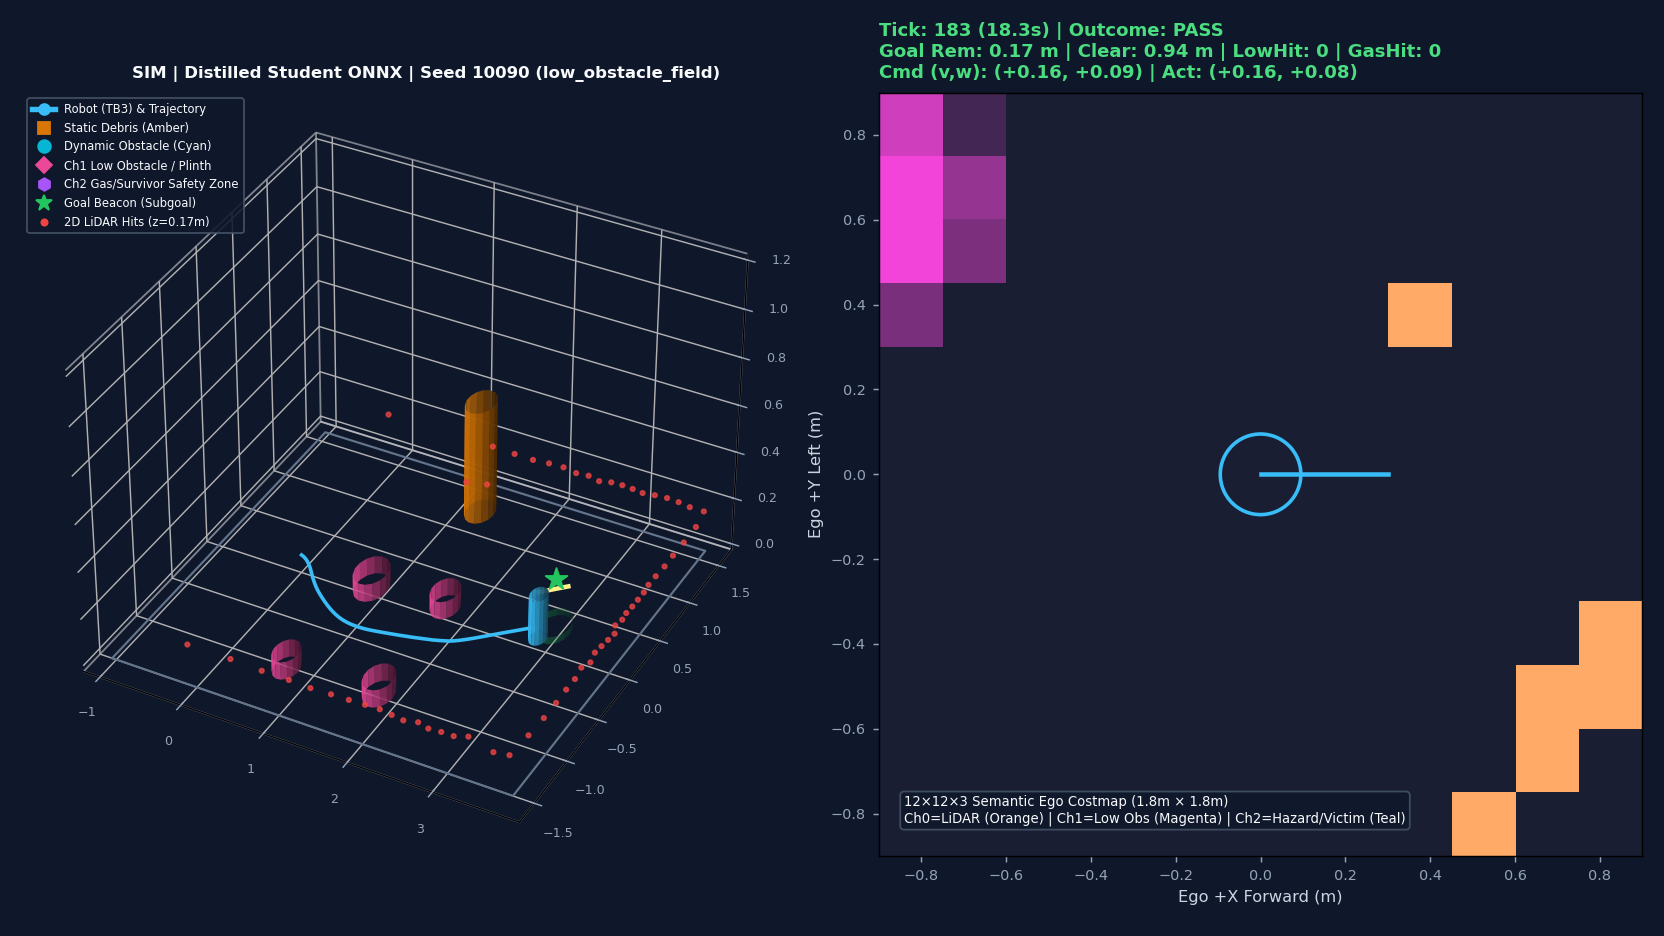 SIM | Distilled Student ONNX | Seed 10090 (low_obstacle_field)
Robot (TB3) & Trajectory
Static Debris (Amber)
Dynamic Obstacle (Cyan)
Ch1 Low Obstacle / Plinth
Ch2 Gas/Survivor Safety Zone
Goal Beacon (Subgoal)
2D LiDAR Hits (z=0.17m)
1.2
1.0
0.8
0.6
0.4
0.2
0.0
1.5
1.0
0.5
0.0
−0.5
−1.0
−1.5
−1
0
1
2
3
Tick: 183 (18.3s) | Outcome: PASS
Goal Rem: 0.17 m | Clear: 0.94 m | LowHit: 0 | GasHit: 0
Cmd (v,w): (+0.16, +0.09) | Act: (+0.16, +0.08)
Ego +Y Left (m)
0.8
0.6
0.4
0.2
0.0
−0.2
−0.4
−0.6
−0.8
12×12×3 Semantic Ego Costmap (1.8m × 1.8m)
Ch0=LiDAR (Orange) | Ch1=Low Obs (Magenta) | Ch2=Hazard/Victim (Teal)
−0.8 −0.6 −0.4 −0.2 0.0 0.2 0.4 0.6 0.8
Ego +X Forward (m)